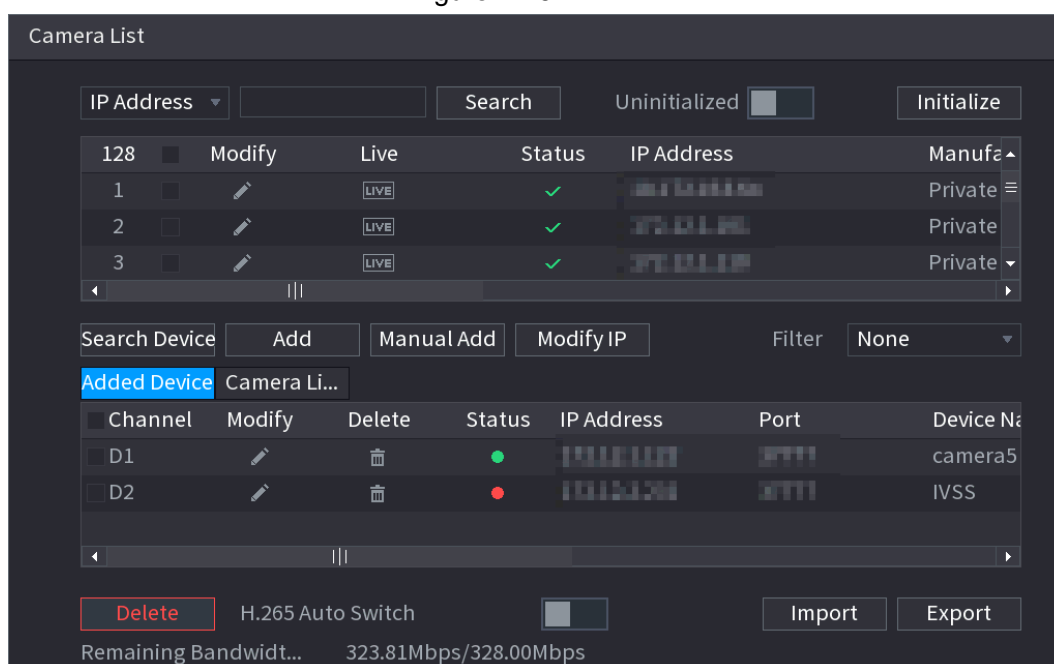 Camera List
IP Address Search Uninitialized Initialize
128 Modify Live Status IP Address Manufa
1 LIVE Private
2 LIVE Private
3 LIVE Private
Search Device Add Manual Add Modify IP Filter None
Added Device Camera Li...
Channel Modify Delete Status IP Address Port Device Na
D1 camera5
D2 IVSS
Delete H.265 Auto Switch Import Export
Remaining Bandwidt... 323.81Mbps/328.00Mbps